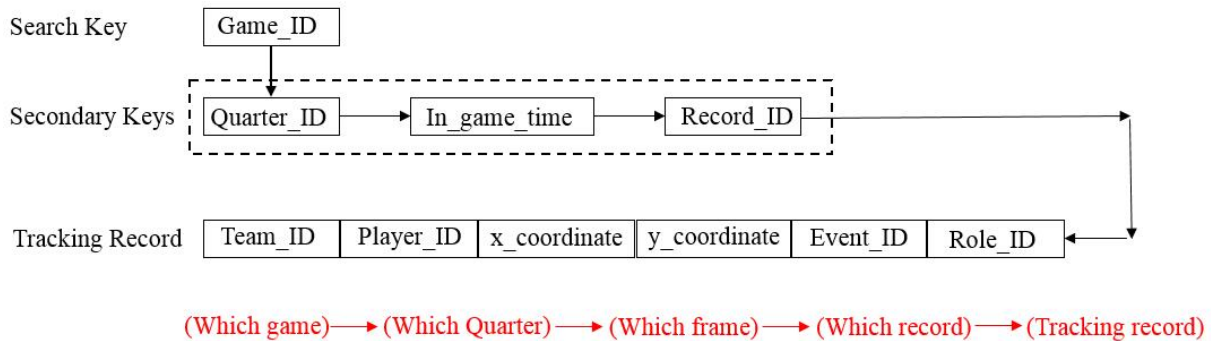 Search Key Game_ID
Secondary Keys Quarter_ID In_game_time Record_ID
Tracking Record Team_ID Player_ID x_coordinate y_coordinate Event_ID Role_ID
(Which game) (Which Quarter) (Which frame) (Which record) (Tracking record)